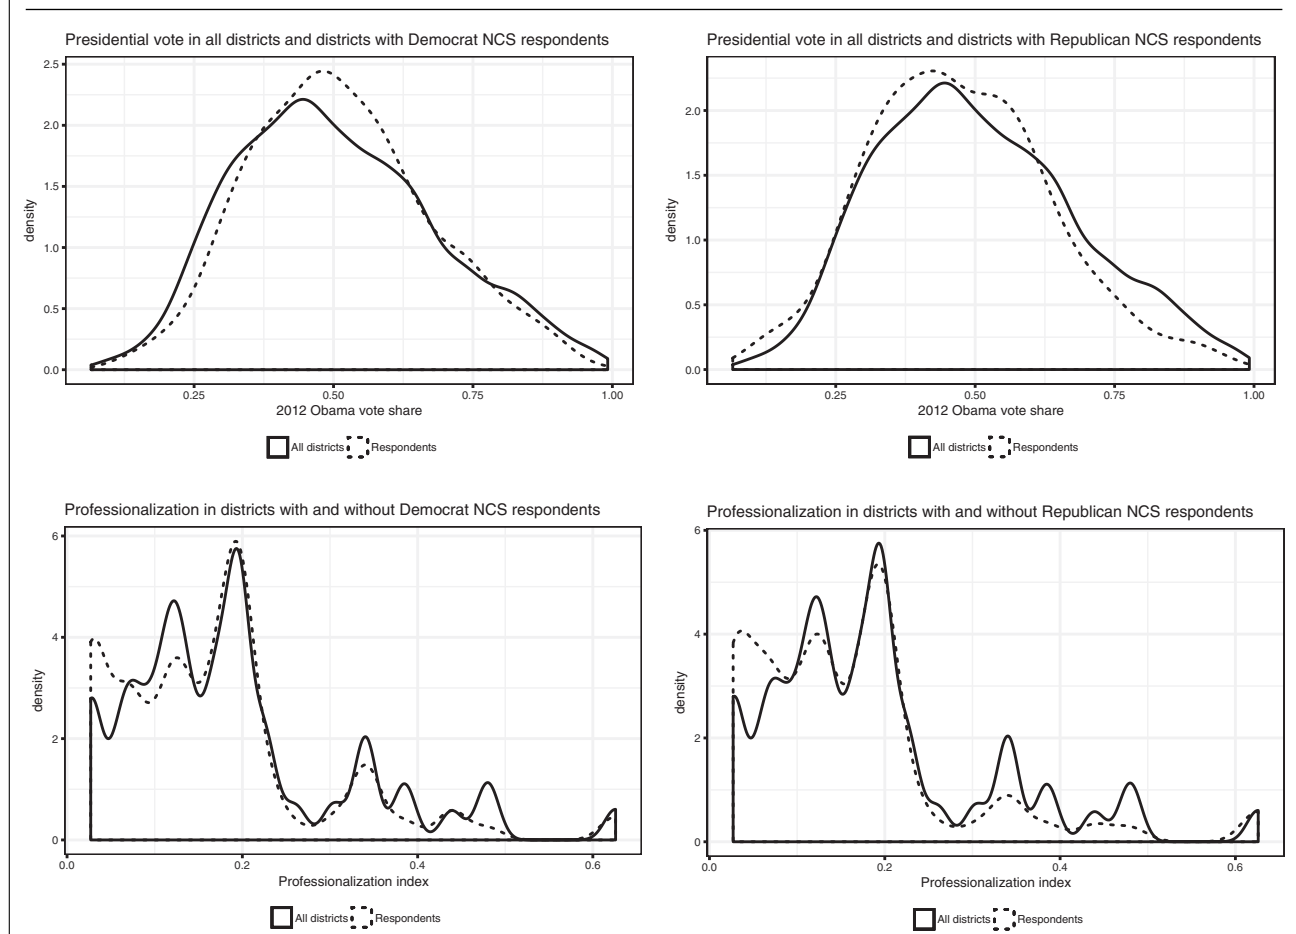 Presidential vote in all districts and districts with Democrat NCS respondents
2.5
2.0
1.5
1.0
0.5
0.0
density
0.25 0.50 0.75 1.00
2012 Obama vote share
All districts Respondents
Presidential vote in all districts and districts with Republican NCS respondents
2.0
1.5
1.0
0.5
0.0
density
0.25 0.50 0.75 1.00
2012 Obama vote share
All districts Respondents
Professionalization in districts with and without Democrat NCS respondents
6
4
2
0
density
0.0 0.2 0.4 0.6
Professionalization index
All districts Respondents
Professionalization in districts with and without Republican NCS respondents
6
4
2
0
density
0.0 0.2 0.4 0.6
Professionalization index
All districts Respondents